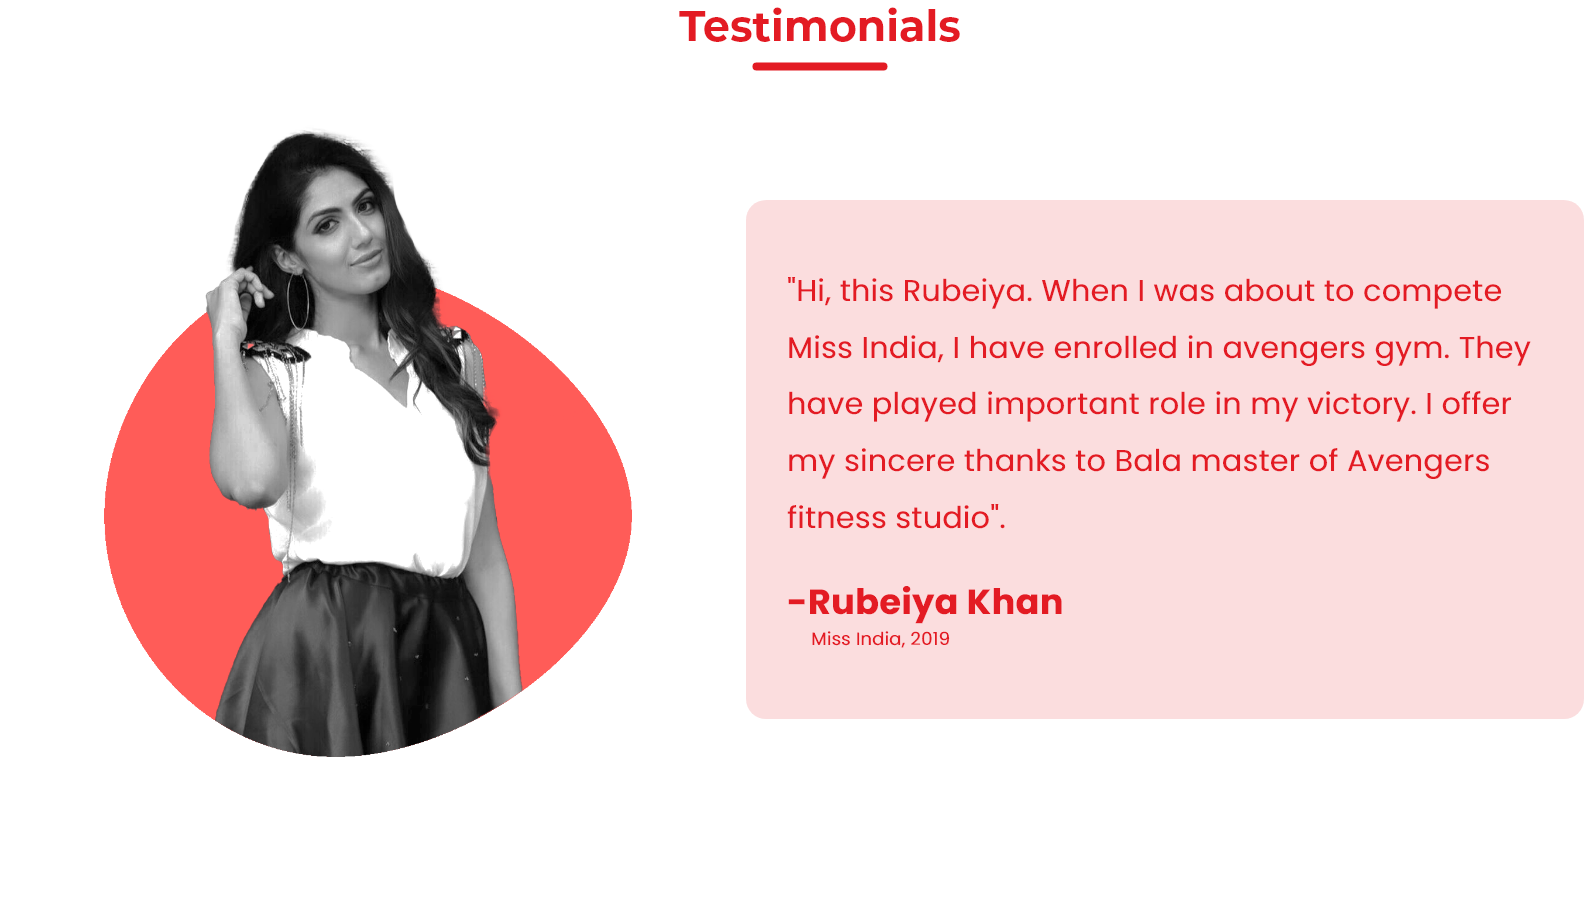 Testimonials
"Hi, this Rubeiya. When I was about to compete
Miss India, I have enrolled in avengers gym. They
have played important role in my victory. I offer
my sincere thanks to Bala master of Avengers
fitness studio".
-Rubeiya Khan
Miss India, 2019